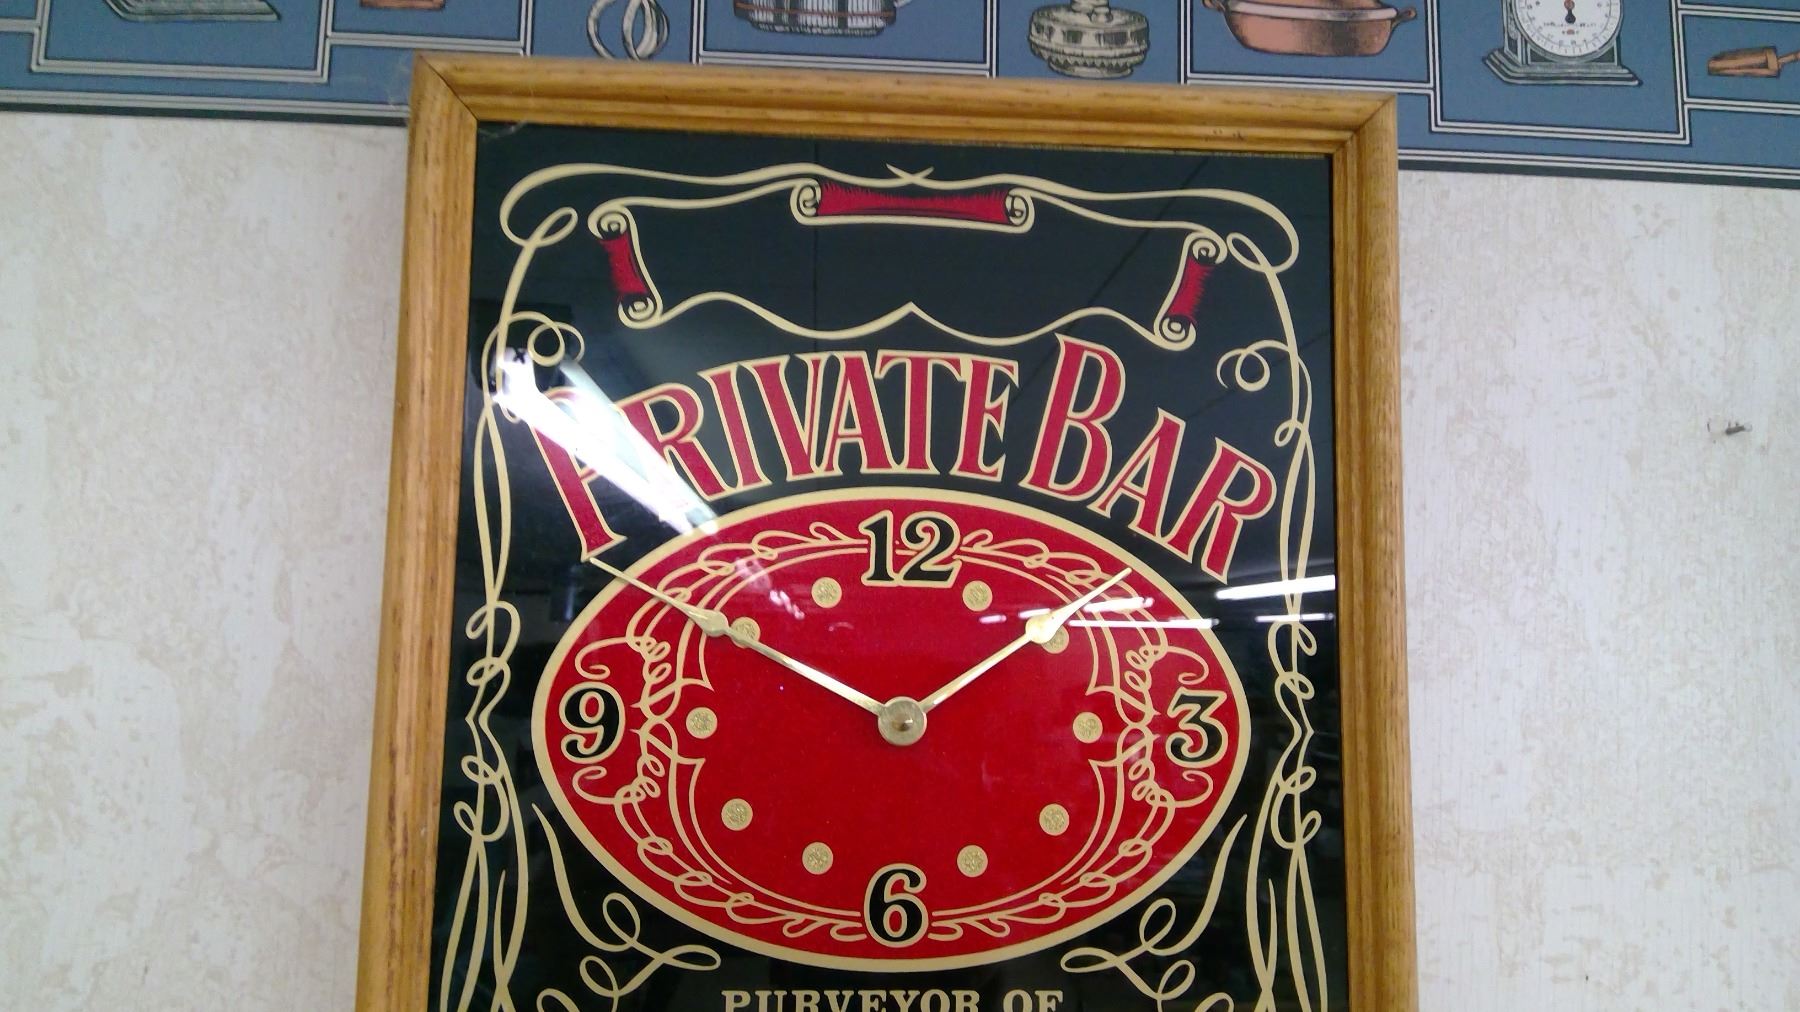 PRIVATE BAR
12
9 3
6
PURVEYOR OF